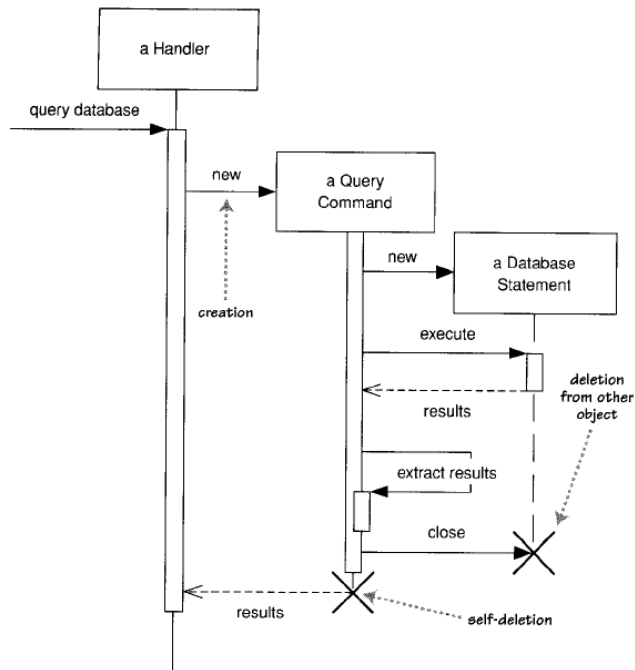 a Handler
query database
new
a Query
Command
creation
new
a Database
Statement
execute
deletion
from other
object
results
extract results
close
results
self-deletion